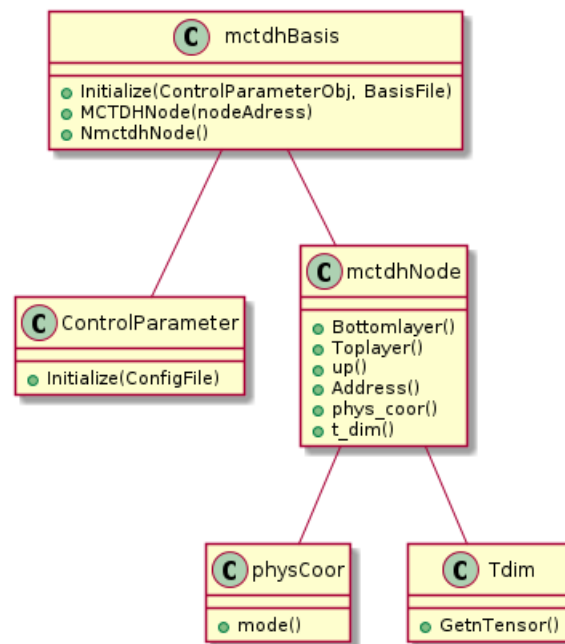 C mctdhBasis
Initialize(ControlParameterObj, BasisFile)
MCTDHNode(nodeAdress)
NmctdhNode()
C ControlParameter
Initialize(ConfigFile)
C mctdhNode
Bottomlayer()
Toplayer()
up()
Address()
phys_coor()
t_dim()
C physCoor
mode()
C Tdim
GetnTensor()